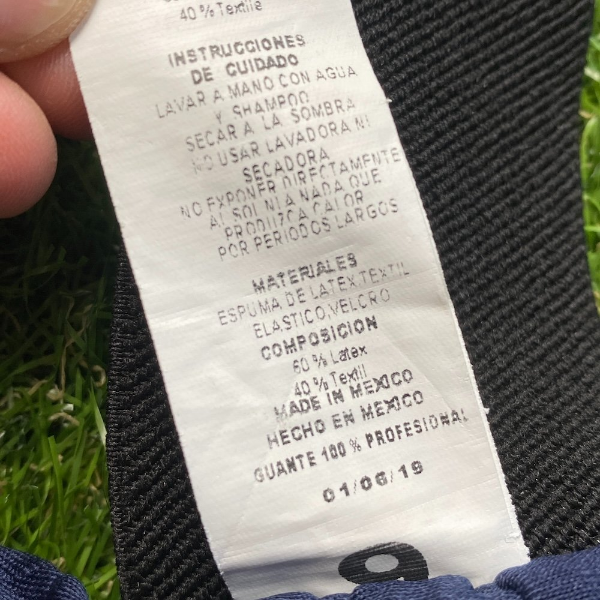 40 % Textile
INSTRUCCIONES
DE CUIDADO
LAVAR A MANO CON AGUA
Y SHAMPOO
SECAR A LA SOMBRA
NO USAR LAVADORA NI
SECADORA
NO EXPONER DIRECTAMENTE
AL SOL NI A NADA QUE
PRODUZCA CALOR
POR PERIODOS LARGOS
MATERIALES
ESPUMA DE LATEX,TEXTIL
ELASTICO,VELCRO
COMPOSICION
60 % Latex
40 % Textil
MADE IN MEXICO
HECHO EN MEXICO
GUANTE 100 % PROFESIONAL
01/06/19
9